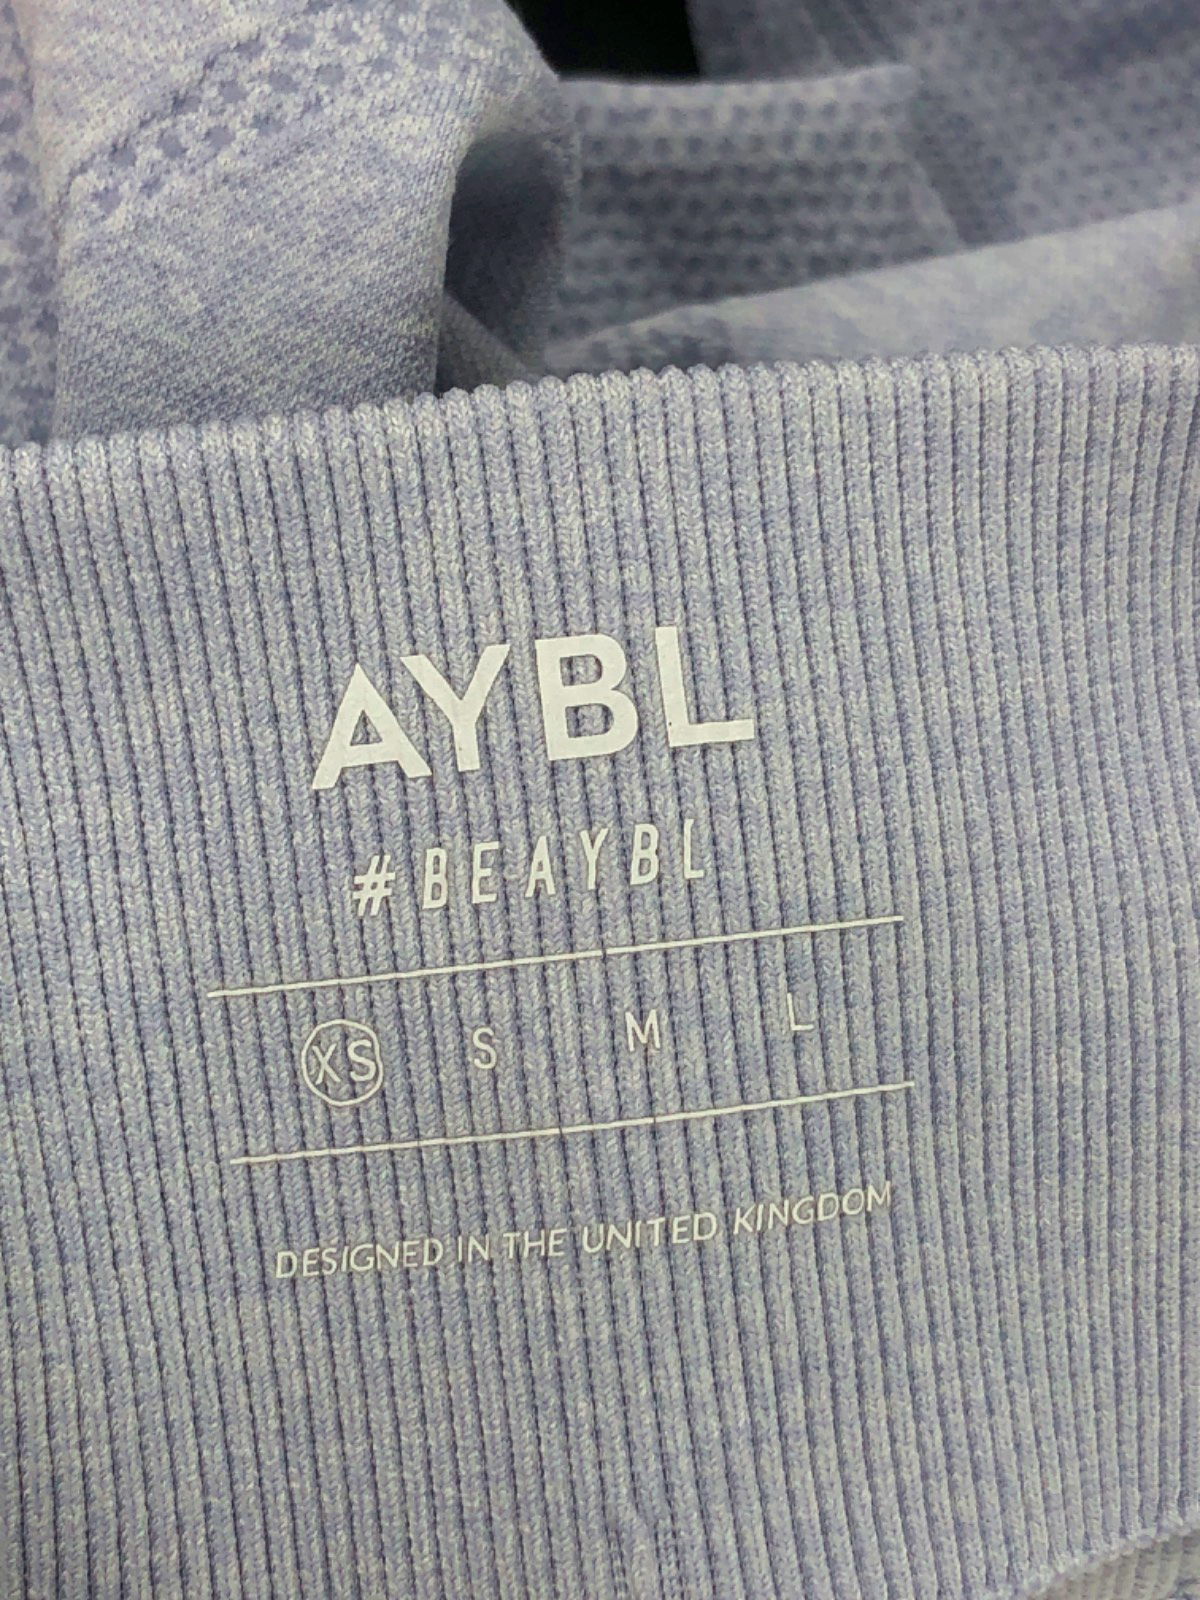 AYBL
#BEAYBL
XS S M L
DESIGNED IN THE UNITED KINGDOM